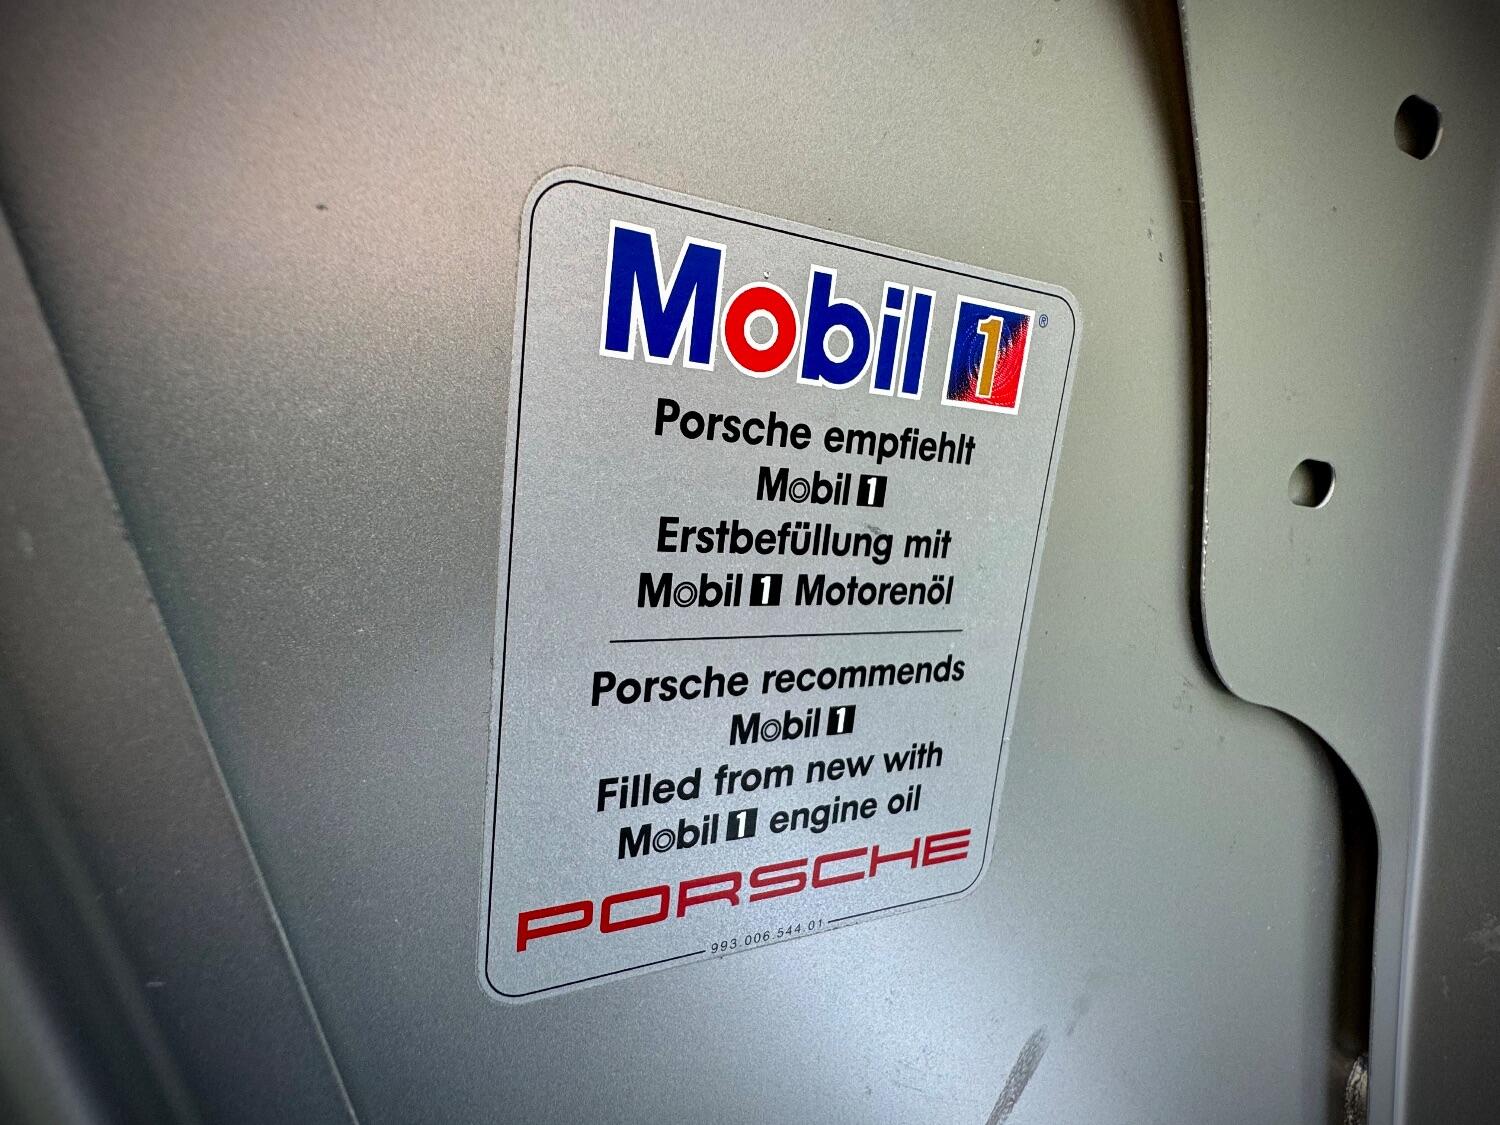 Mobil 1®
Porsche empfiehlt
Mobil 1
Erstbefüllung mit
Mobil 1 Motorenöl
Porsche recommends
Mobil 1
Filled from new with
Mobil 1 engine oil
PORSCHE
993.006.544.01